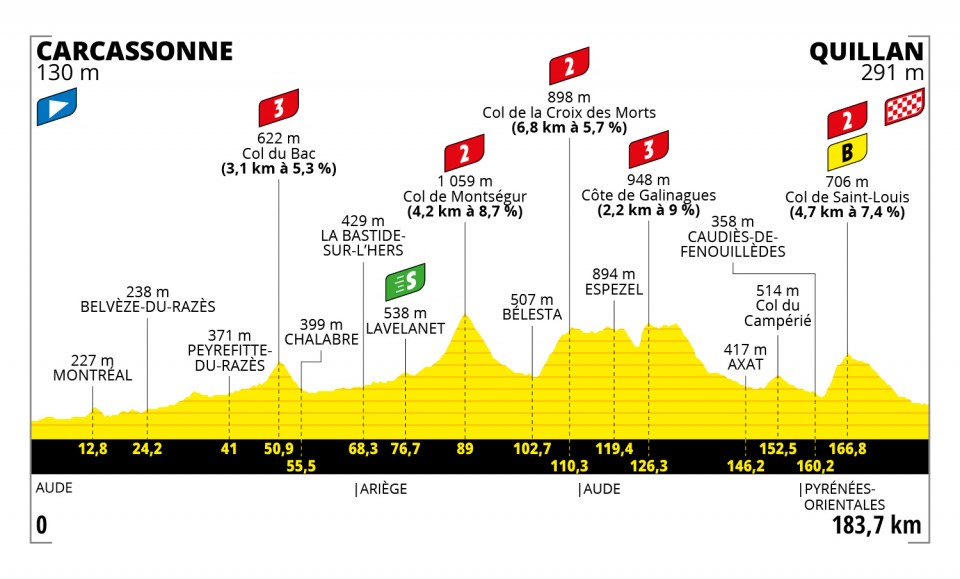 CARCASSONNE
130 m
QUILLAN
291 m
3
622 m
Col du Bac
(3,1 km à 5,3 %)
2
1 059 m
Col de Montségur
(4,2 km à 8,7 %)
2
898 m
Col de la Croix des Morts
(6,8 km à 5,7 %)
3
948 m
Côte de Galinagues
(2,2 km à 9 %)
2
B
706 m
Col de Saint-Louis
(4,7 km à 7,4 %)
429 m
LA BASTIDE-
SUR-L'HERS
358 m
CAUDIÈS-DE-
FENOUILLÈDES
S
538 m
LAVELANET
238 m
BELVÈZE-DU-RAZÈS
507 m
BÉLESTA
894 m
ESPEZEL
514 m
Col du
Campérié
371 m
PEYREFITTE-
DU-RAZÈS
399 m
CHALABRE
227 m
MONTRÉAL
417 m
AXAT
12,8
24,2
41
50,9
55,5
68,3
76,7
89
102,7
110,3
119,4
126,3
146,2
152,5
160,2
166,8
AUDE
|ARIÈGE
|AUDE
|PYRÉNÉES-
ORIENTALES
0
183,7 km